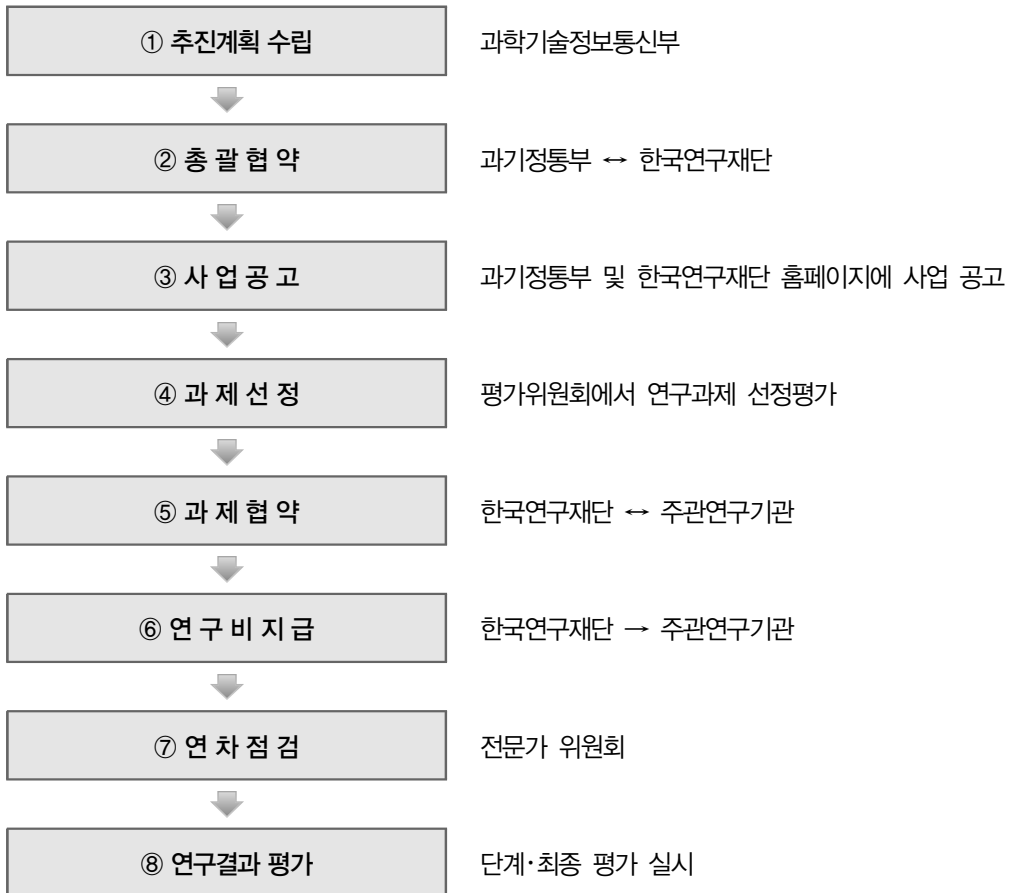 ① 추진계획 수립 과학기술정보통신부
② 총 괄 협 약 과기정통부 ↔ 한국연구재단
③ 사 업 공 고 과기정통부 및 한국연구재단 홈페이지에 사업 공고
④ 과 제 선 정 평가위원회에서 연구과제 선정평가
⑤ 과 제 협 약 한국연구재단 ↔ 주관연구기관
⑥ 연 구 비 지 급 한국연구재단 → 주관연구기관
⑦ 연 차 점 검 전문가 위원회
⑧ 연구결과 평가 단계·최종 평가 실시